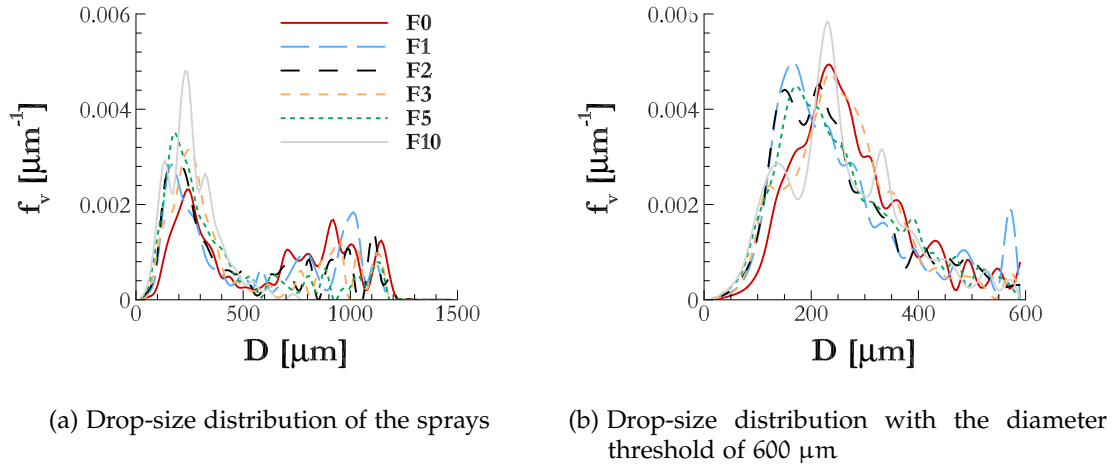 0.006
0.004
0.002
0
f_v [μm⁻¹]
0 500 1000 1500
D [μm]
F0
F1
F2
F3
F5
F10
(a) Drop-size distribution of the sprays
0.006
0.004
0.002
0
f_v [μm⁻¹]
0 200 400 600
D [μm]
(b) Drop-size distribution with the diameter
threshold of 600 μm